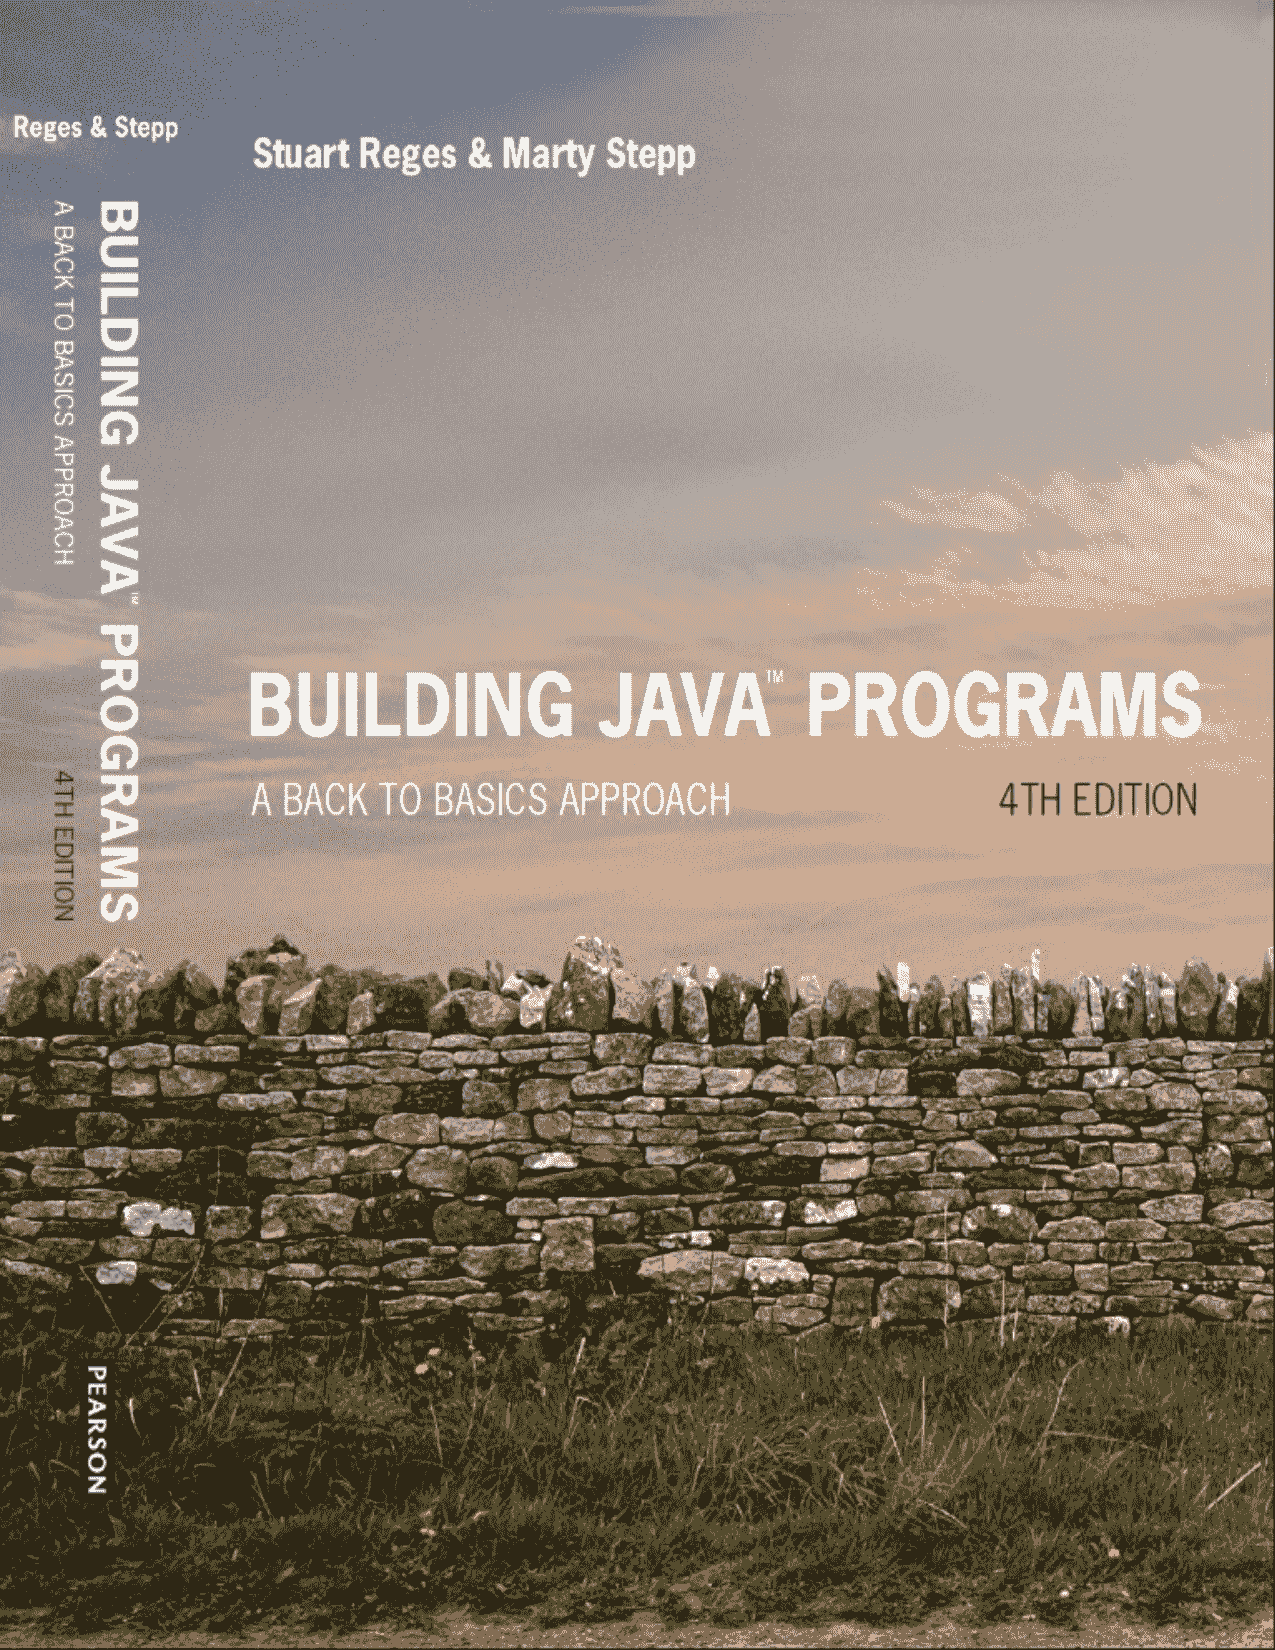 Reges & Stepp
BUILDING JAVA™ PROGRAMS
A BACK TO BASICS APPROACH
4TH EDITION
PEARSON
Stuart Reges & Marty Stepp
BUILDING JAVA™ PROGRAMS
A BACK TO BASICS APPROACH
4TH EDITION